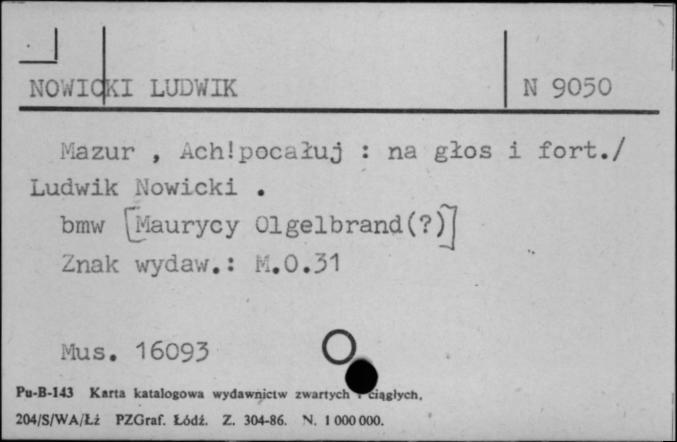 NOWICKI LUDWIK N 9050
Mazur , Ach!pocałuj : na głos i fort./
Ludwik Nowicki .
bmw [Maurycy Olgelbrand(?)]
Znak wydaw.: M.O.31
Mus. 16093
Pu-B-143 Karta katalogowa wydawnictw zwartych i ciągłych.
204/S/WA/Łż PZGraf. Łódź. Z. 304-86. N. 1 000 000.